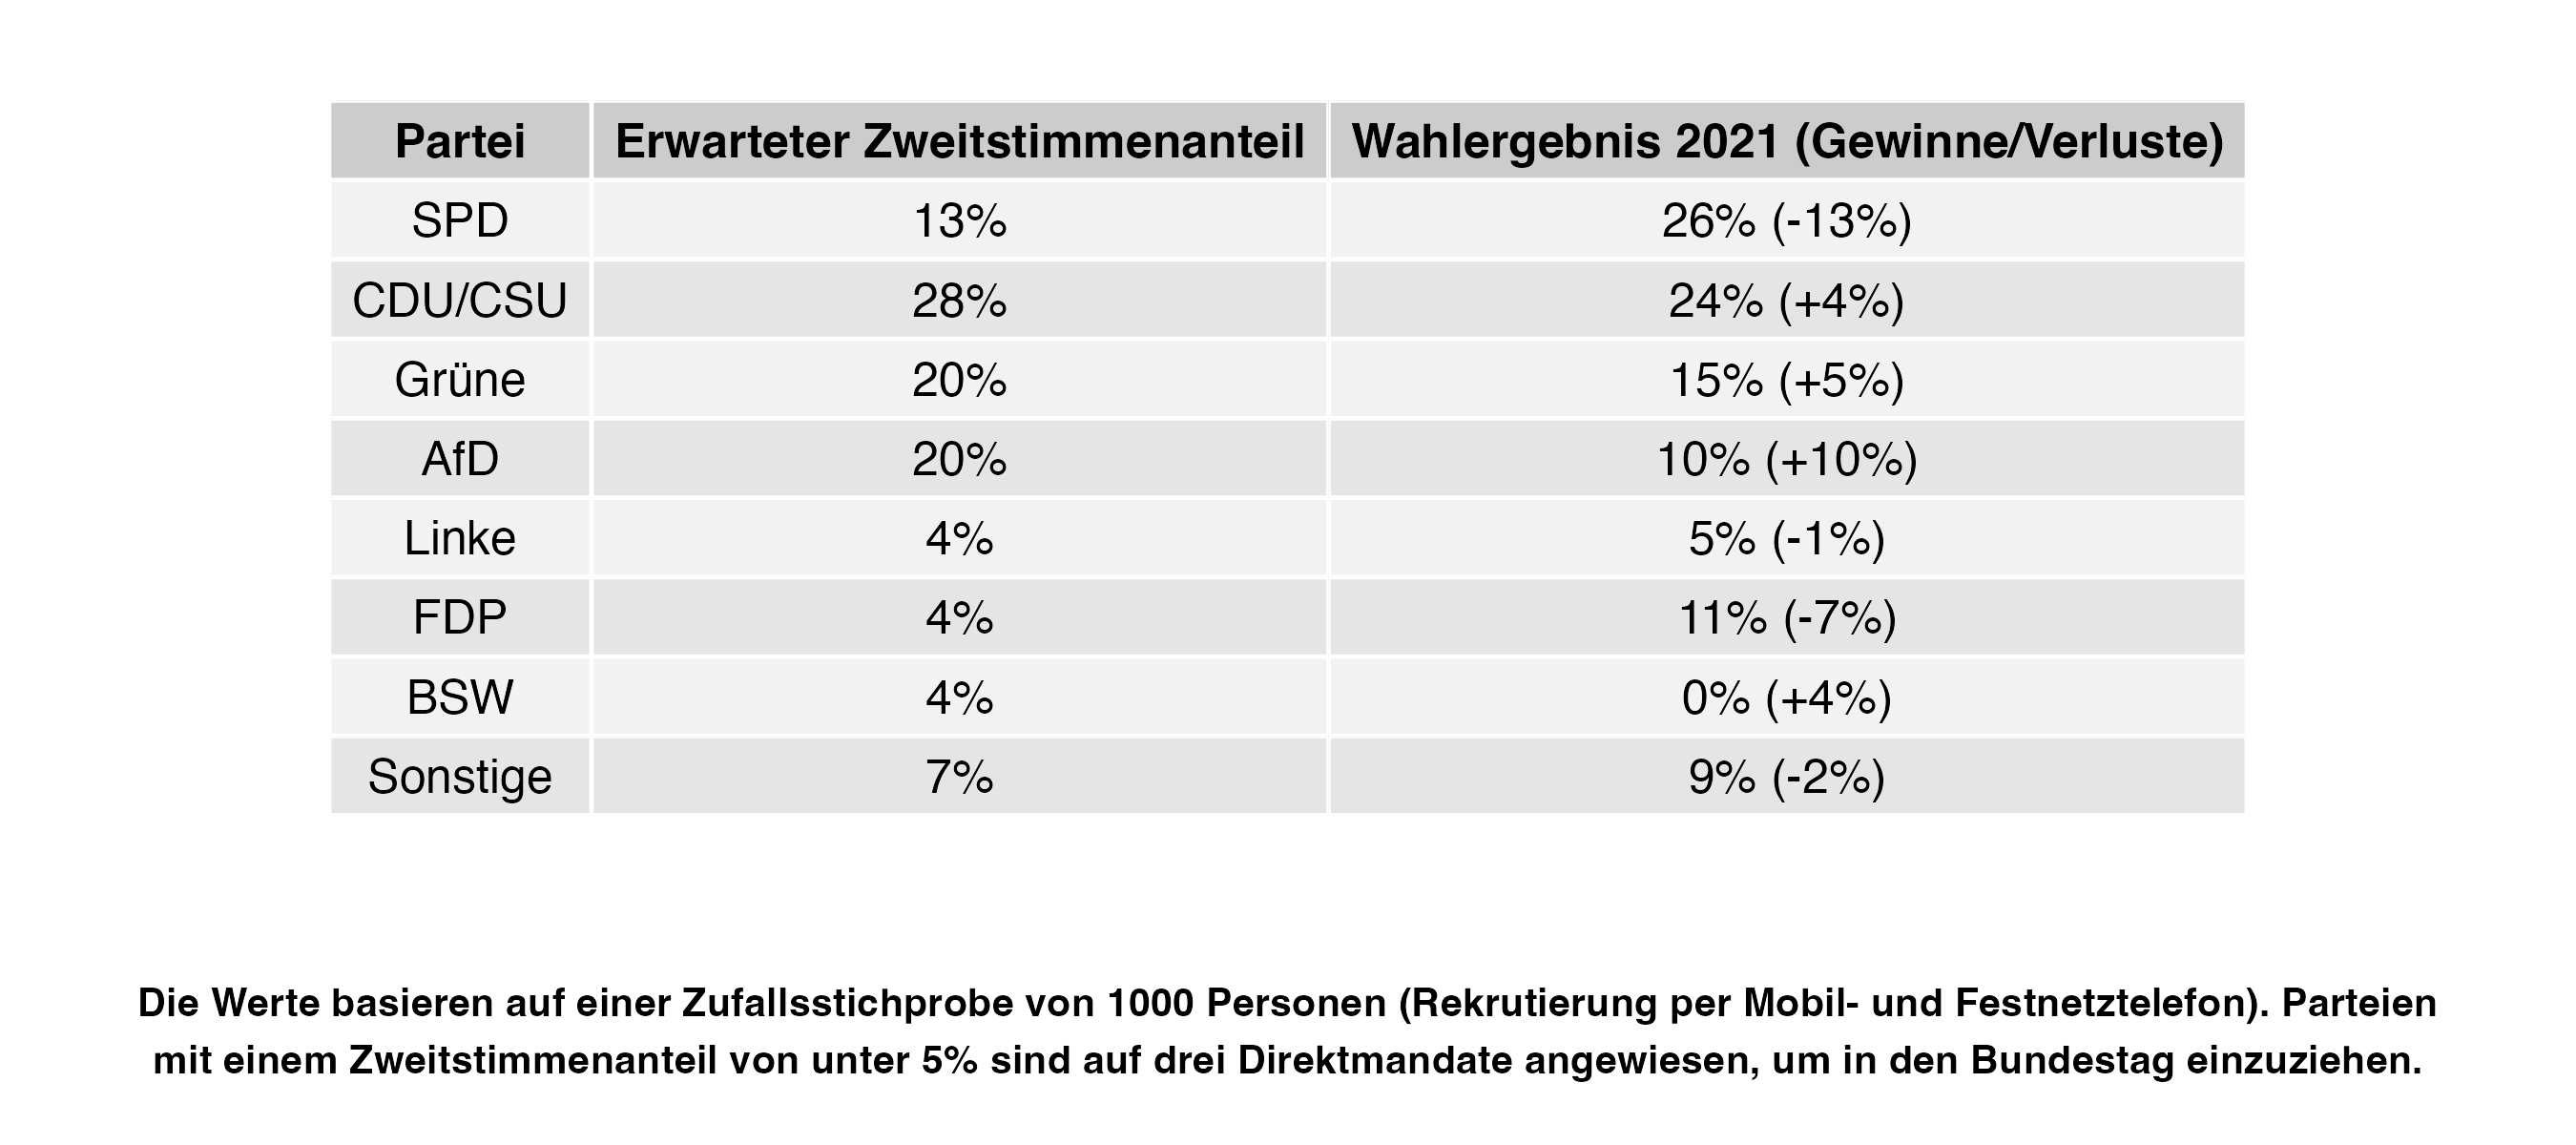 Partei Erwarteter Zweitstimmenanteil Wahlergebnis 2021 (Gewinne/Verluste)
SPD 13% 26% (-13%)
CDU/CSU 28% 24% (+4%)
Grüne 20% 15% (+5%)
AfD 20% 10% (+10%)
Linke 4% 5% (-1%)
FDP 4% 11% (-7%)
BSW 4% 0% (+4%)
Sonstige 7% 9% (-2%)
Die Werte basieren auf einer Zufallsstichprobe von 1000 Personen (Rekrutierung per Mobil- und Festnetztelefon). Parteien
mit einem Zweitstimmenanteil von unter 5% sind auf drei Direktmandate angewiesen, um in den Bundestag einzuziehen.